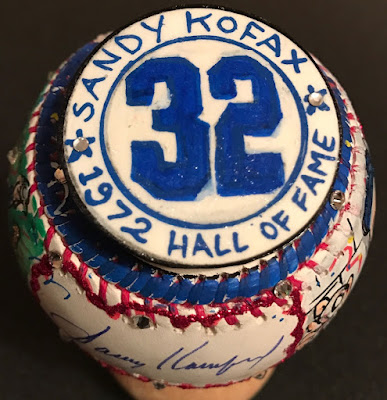 SANDY KOFAX
32
1972 HALL OF FAME